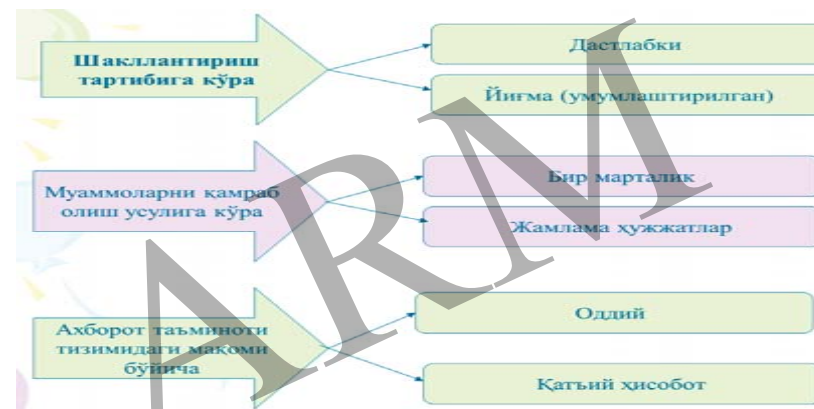 Шакллантириш
тартибига кўра
Дастлабки
Йиғма (умумлаштирилган)
Муаммоларни қамраб
олиш усулига кўра
Бир марталик
Жамлама ҳужжатлар
Ахборот таъминоти
тизимидаги мақоми
бўйича
Оддий
Қатъий ҳисобот
ARM